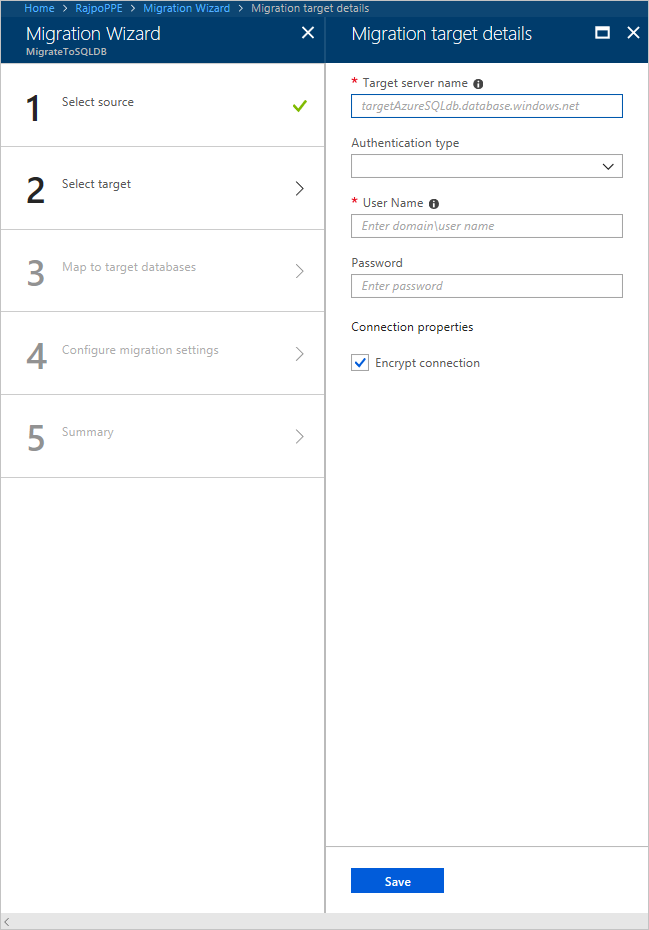 Home > RajpoPPE > Migration Wizard > Migration target details
Migration Wizard
MigrateToSQLDB
1 Select source
2 Select target
3 Map to target databases
4 Configure migration settings
5 Summary
Migration target details
* Target server name
targetAzureSQLdb.database.windows.net
Authentication type
* User Name
Enter domain\user name
Password
Enter password
Connection properties
Encrypt connection
Save